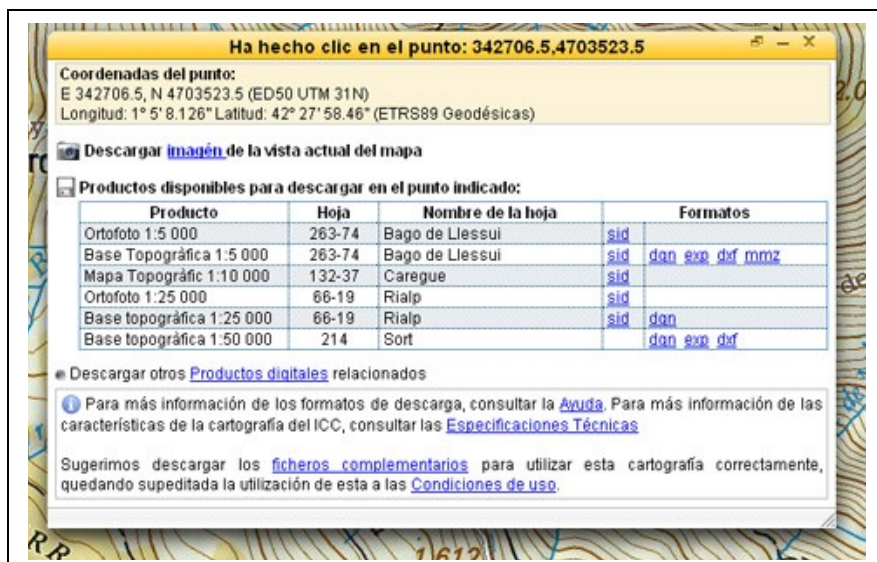 Ha hecho clic en el punto: 342706.5,4703523.5
Coordenadas del punto:
E 342706.5, N 4703523.5 (ED50 UTM 31N)
Longitud: 1º 5' 8.126" Latitud: 42º 27' 58.46" (ETRS89 Geodésicas)
Descargar imagén de la vista actual del mapa
Productos disponibles para descargar en el punto indicado:
Producto Hoja Nombre de la hoja Formatos
Ortofoto 1:5 000 263-74 Bago de Llessui sid
Base Topogràfica 1:5 000 263-74 Bago de Llessui sid dgn exp dxf mmz
Mapa Topogràfic 1:10 000 132-37 Caregue sid
Ortofoto 1:25 000 66-19 Rialp sid
Base topogràfica 1:25 000 66-19 Rialp sid dgn
Base topogràfica 1:50 000 214 Sort dgn exp dxf
Descargar otros Productos digitales relacionados
Para más información de los formatos de descarga, consultar la Ayuda. Para más información de las
características de la cartografía del ICC, consultar las Especificaciones Técnicas
Sugerimos descargar los ficheros complementarios para utilizar esta cartografía correctamente,
quedando supeditada la utilización de esta a las Condiciones de uso.